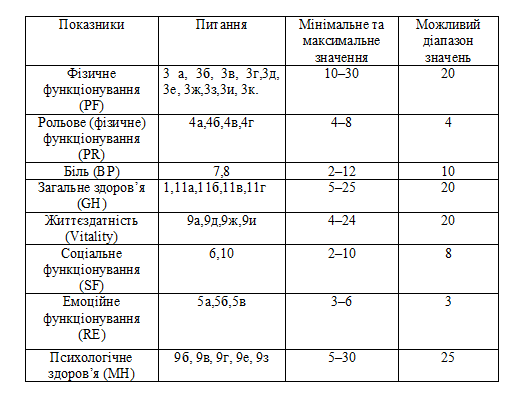 Показники Питання Мінімальне та Можливий
максимальне діапазон
значення значень
Фізичне 3 а, 3б, 3в, 3г,3д, 10–30 20
функціонування 3е, 3ж,3з,3и, 3к.
(PF)
Рольове (фізичне) 4а,4б,4в,4г 4–8 4
функціонування
(PR)
Біль (BP) 7,8 2–12 10
Загальне здоров’я 1,11а,11б,11в,11г 5–25 20
(GH)
Життєздатність 9а,9д,9ж,9и 4–24 20
(Vitality)
Соціальне 6,10 2–10 8
функціонування
(SF)
Емоційне 5а,5б,5в 3–6 3
функціонування
(RE)
Психологічне 9б, 9в, 9г, 9е, 9з 5–30 25
здоров’я (MH)